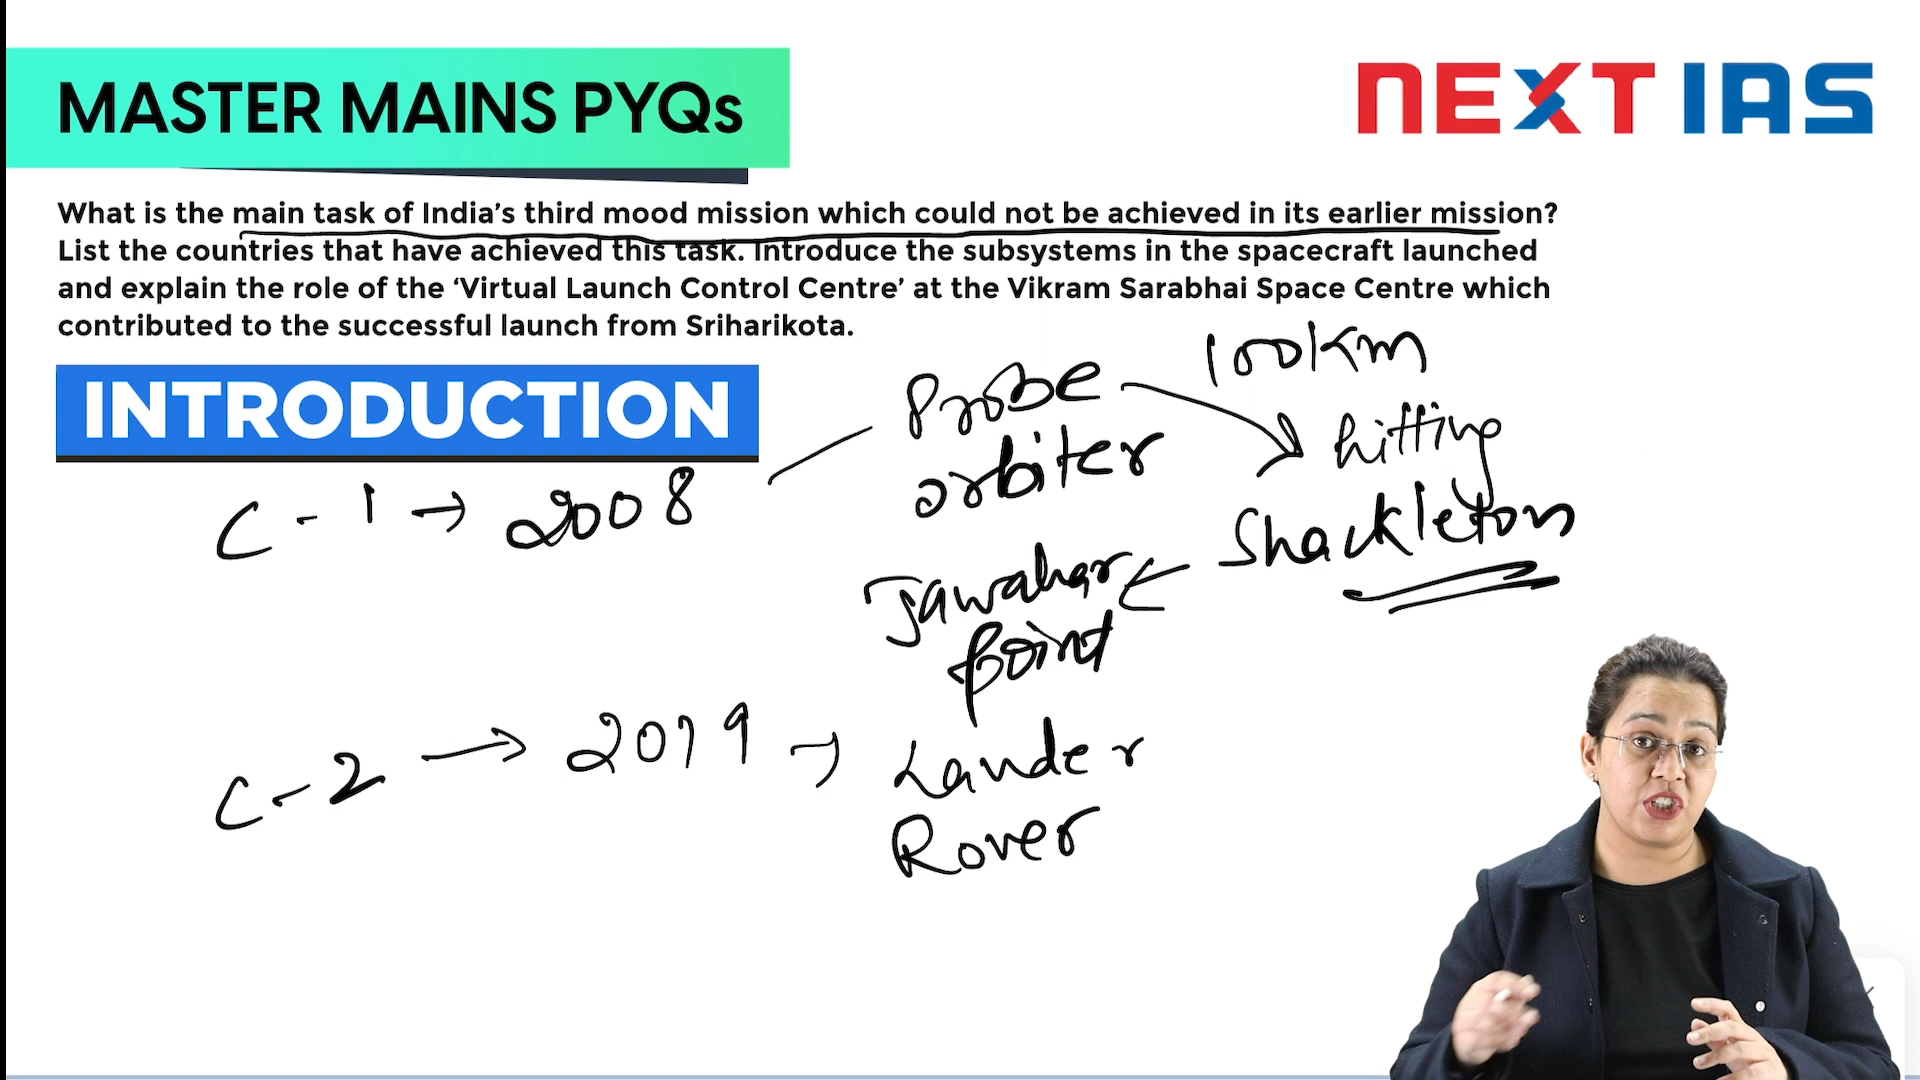 MASTER MAINS PYQs
NEXT IAS
What is the main task of India's third mood mission which could not be achieved in its earlier mission?
List the countries that have achieved this task. Introduce the subsystems in the spacecraft launched
and explain the role of the ‘Virtual Launch Control Centre’ at the Vikram Sarabhai Space Centre which
contributed to the successful launch from Sriharikota.
INTRODUCTION
C-1 → 2008
Probe
orbiter
100Km
hitting
Shackleton
Jawahar
point
C-2 → 2019 → Lander
Rover